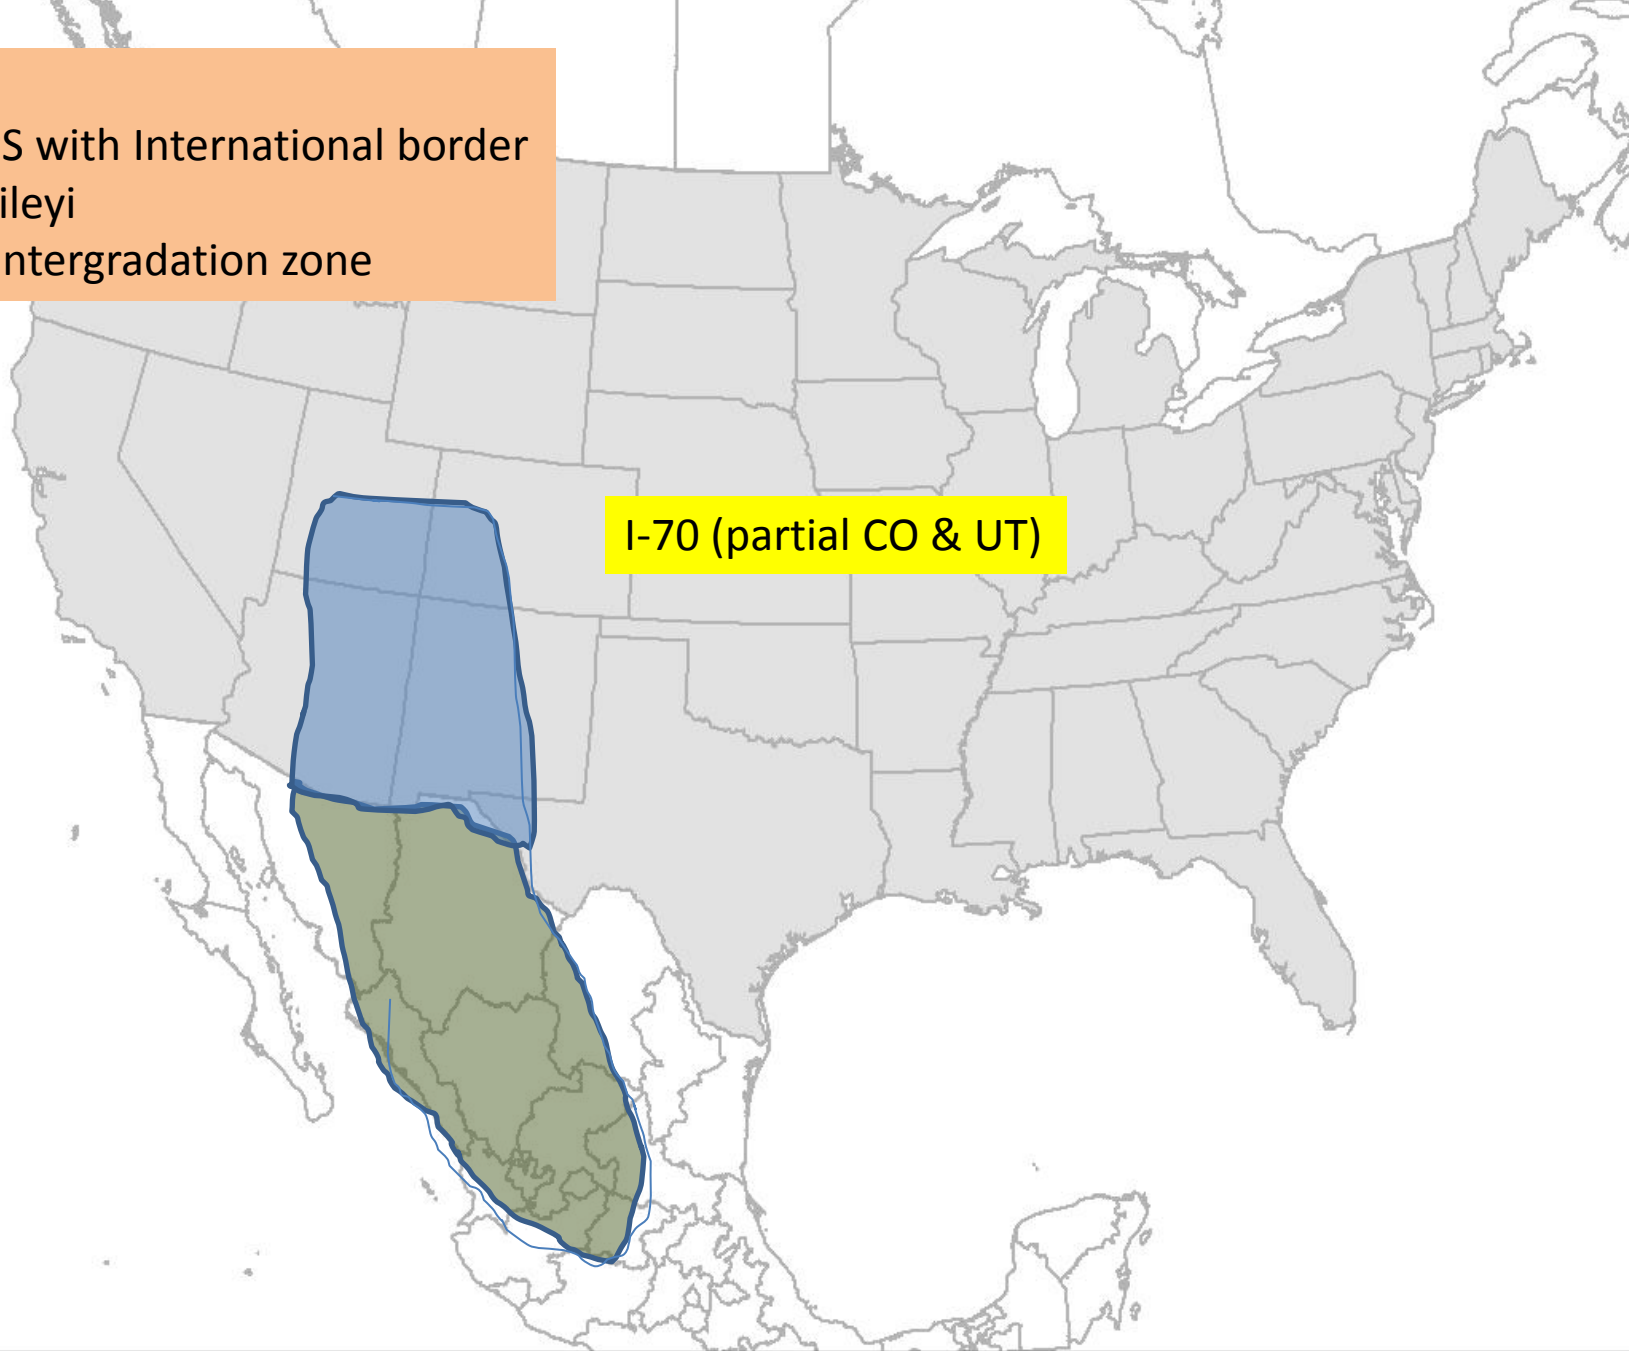 S with International border
ileyi
ntergradation zone
I-70 (partial CO & UT)